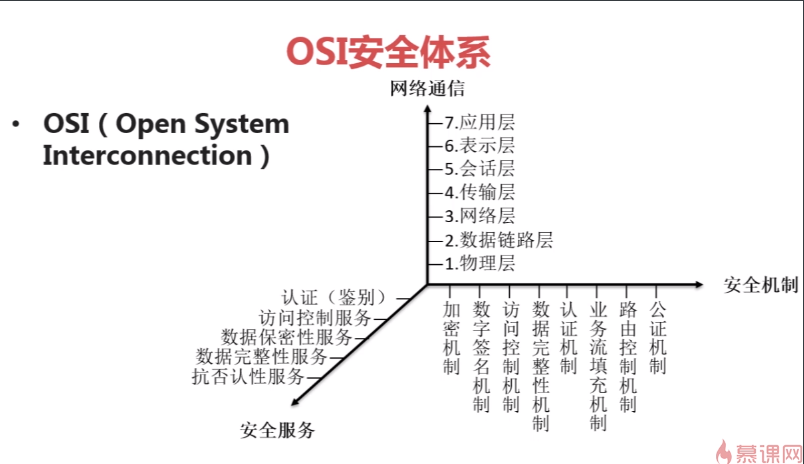 OSI安全体系
网络通信
• OSI（Open System
Interconnection）
7.应用层
6.表示层
5.会话层
4.传输层
3.网络层
2.数据链路层
1.物理层
安全机制
认证（鉴别）
访问控制服务
数据保密性服务
数据完整性服务
抗否认性服务
安全服务
加密机制
数字签名机制
访问控制机制
数据完整性机制
认证机制
业务流填充机制
路由控制机制
公证机制
慕课网